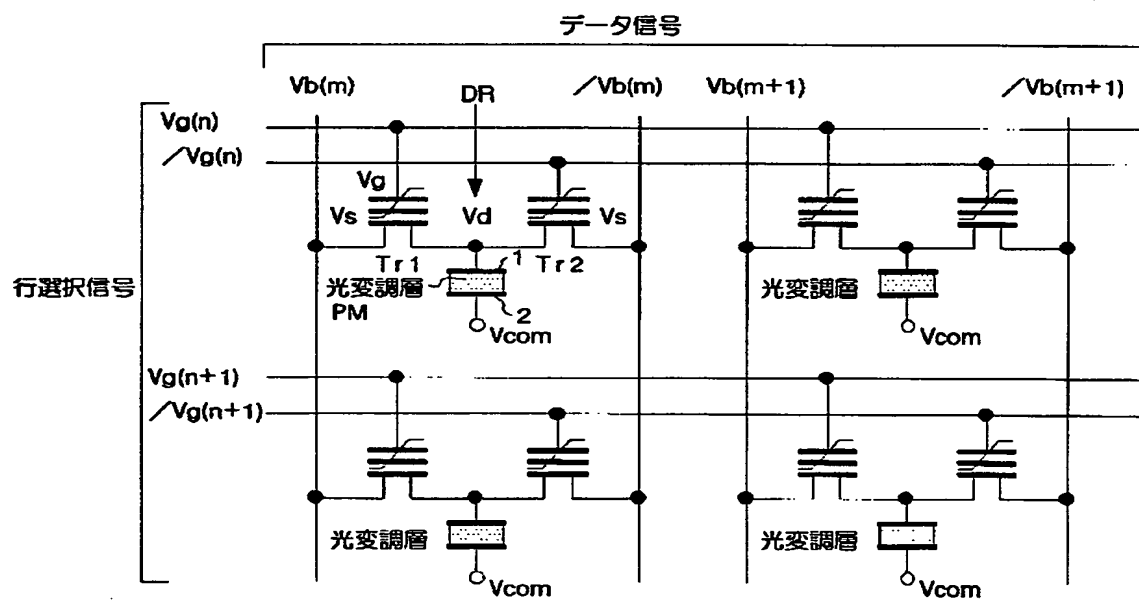 データ信号
Vb(m)
DR
／Vb(m)
Vb(m+1)
／Vb(m+1)
Vg(n)
／Vg(n)
Vg
Vs
Vd
Vs
Tr1
1
Tr2
行選択信号
光変調層
PM
2
Vcom
光変調層
Vcom
Vg(n+1)
／Vg(n+1)
光変調層
Vcom
光変調層
Vcom